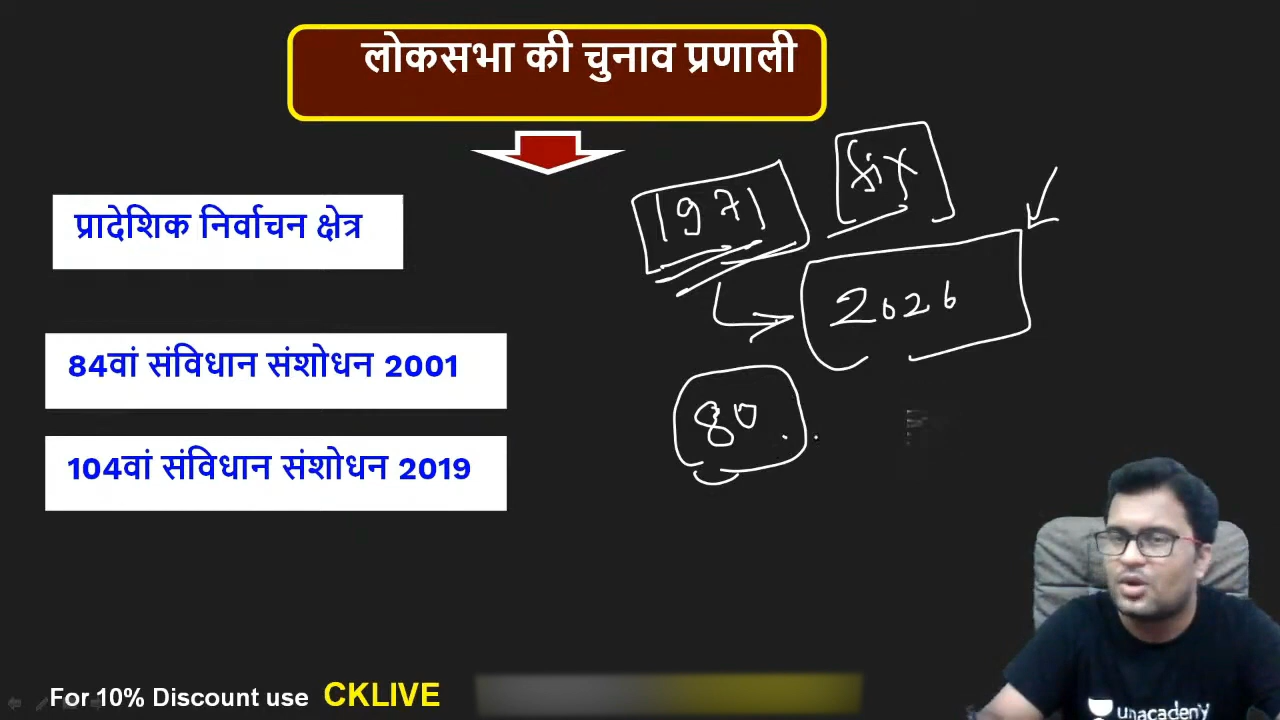 लोकसभा की चुनाव प्रणाली
प्रादेशिक निर्वाचन क्षेत्र
1971
fix
2026
84वां संविधान संशोधन 2001
80
104वां संविधान संशोधन 2019
For 10% Discount use CKLIVE
unacademy